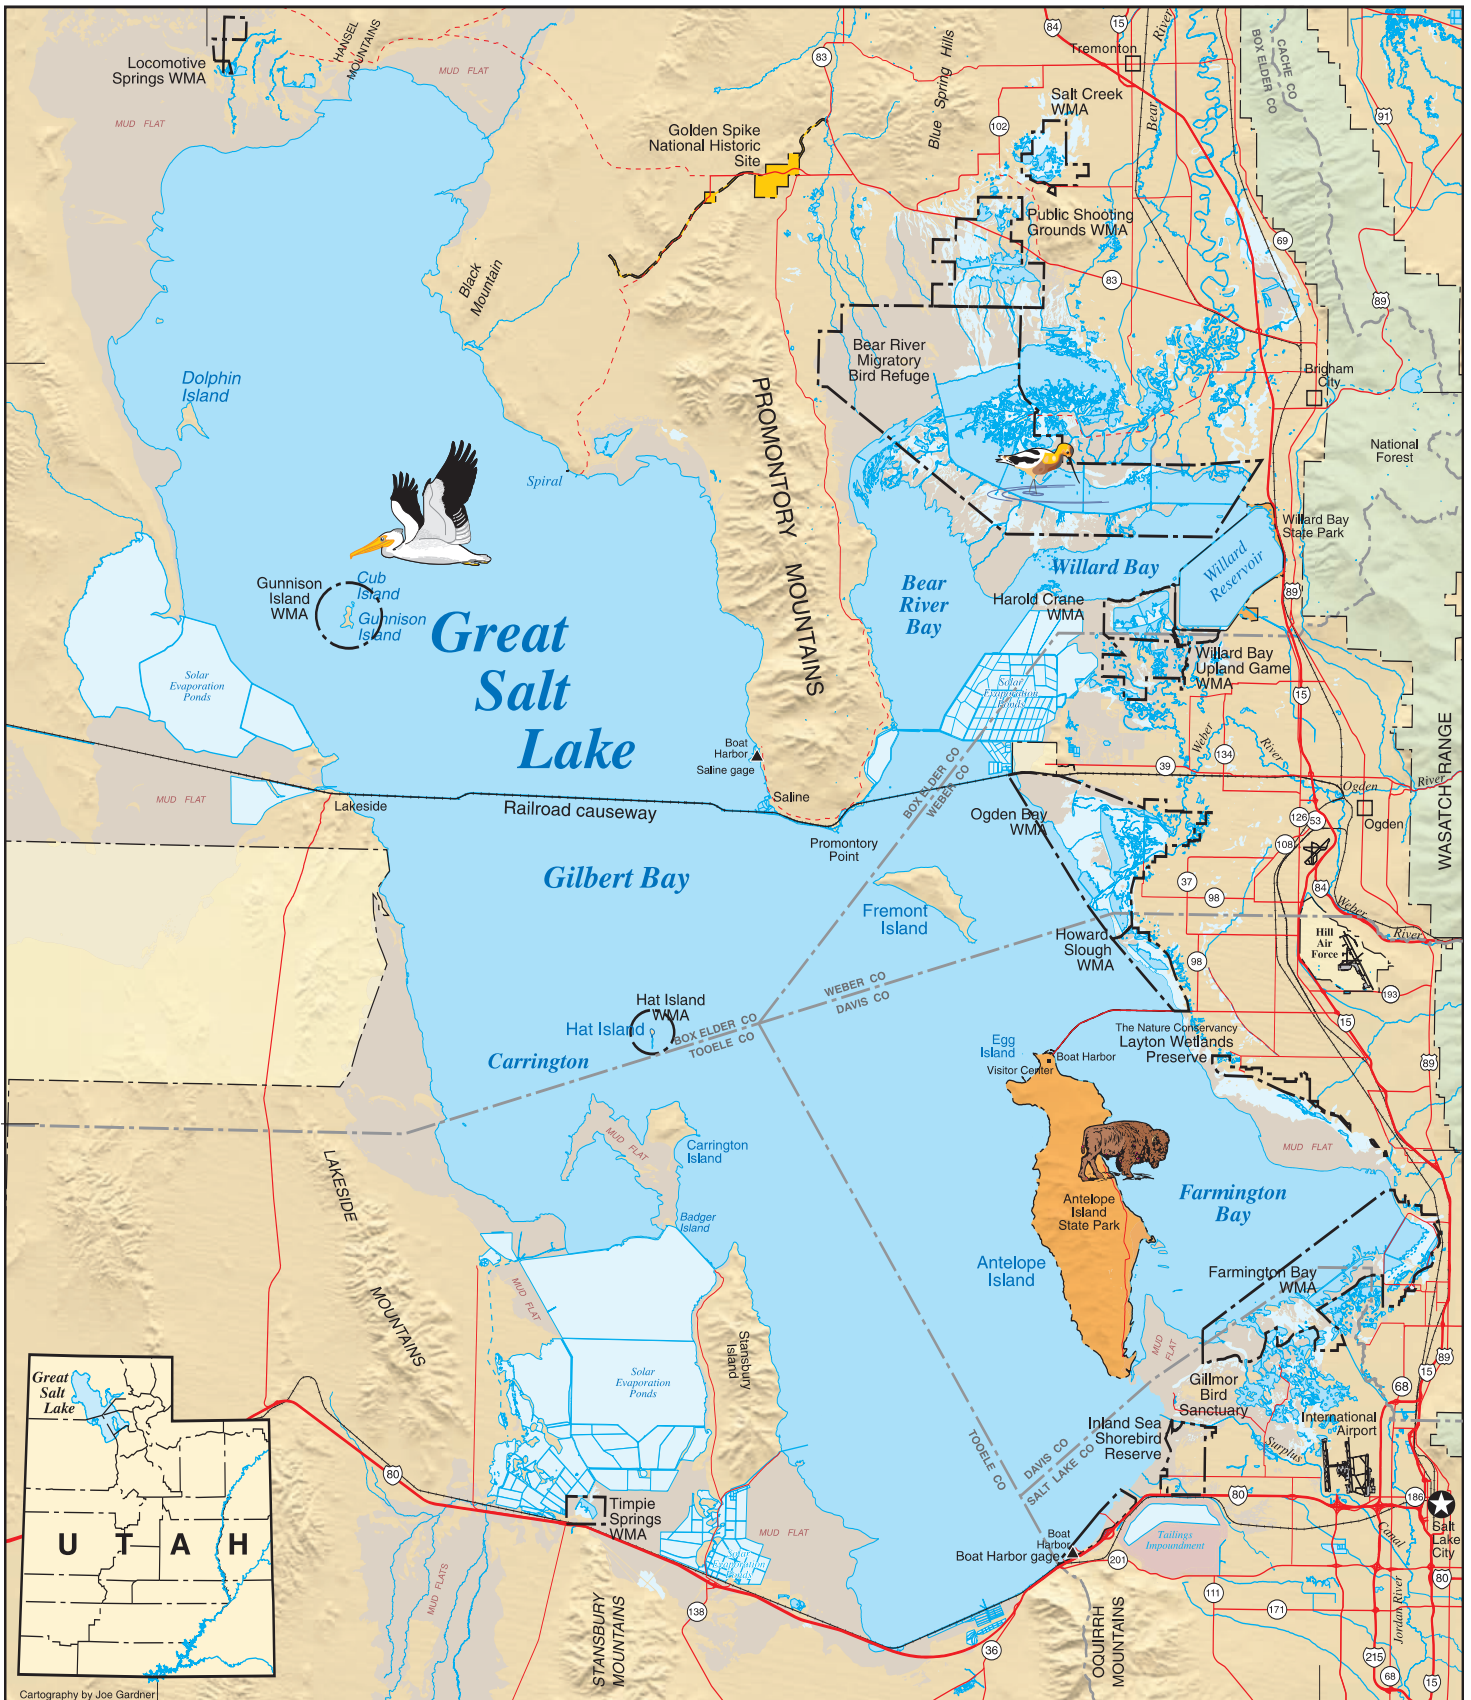 Locomotive
Springs WMA
HANSEL
MOUNTAINS
MUD FLAT
MUD FLAT
83
84
15
River
Tremonton
Bear
CACHE CO
BOX ELDER CO
89
91
Blue Spring Hills
Salt Creek
WMA
102
Golden Spike
National Historic
Site
Public Shooting
Grounds WMA
69
83
89
Black
Mountain
Bear River
Migratory
Bird Refuge
Brigham
City
Dolphin
Island
PROMONTORY
MOUNTAINS
National
Forest
Spiral
Willard Bay
State Park
Willard
Reservoir
Willard Bay
Bear
River
Bay
Gunnison
Island
WMA
Cub
Island
Gunnison
Island
89
Harold Crane
WMA
Great
Salt
Lake
Willard Bay
Upland Game
WMA
Solar
Evaporation
Ponds
Solar
Evaporation
Ponds
15
WASATCH RANGE
Weber
River
134
Boat
Harbor
Saline gage
BOX ELDER CO
WEBER CO
39
River
Ogden
MUD FLAT
Lakeside
Railroad causeway
Saline
Ogden Bay
WMA
126
53
Ogden
Promontory
Point
108
Gilbert Bay
37
98
84
Fremont
Island
Weber
River
Howard
Slough
WMA
Hill
Air
Force
98
193
WEBER CO
DAVIS CO
Hat Island
WMA
Hat Island
BOX ELDER CO
TOOELE CO
15
Carrington
Egg
Island
Boat Harbor
Visitor Center
The Nature Conservancy
Layton Wetlands
Preserve
89
MUD FLAT
Carrington
Island
MUD FLAT
LAKESIDE
MOUNTAINS
Antelope
Island
State Park
Farmington
Bay
Badger
Island
Antelope
Island
Farmington Bay
WMA
MUD FLAT
Stansbury
Island
MUD
FLAT
Solar
Evaporation
Ponds
89
15
68
Gillmor
Bird
Sanctuary
Great
Salt
Lake
Inland Sea
Shorebird
Reserve
International
Airport
Surplus
Canal
TOOELE CO
DAVIS CO
SALT LAKE CO
80
80
186
Salt
Lake
City
Timpie
Springs
WMA
MUD FLAT
Boat
Harbor
Boat Harbor gage
Tailings
Impoundment
UTAH
Solar
Evaporation
Ponds
201
80
MUD FLATS
111
171
Jordan River
138
STANSBURY
MOUNTAINS
36
OQUIRRH
MOUNTAINS
215
68
15
Cartography by Joe Gardner